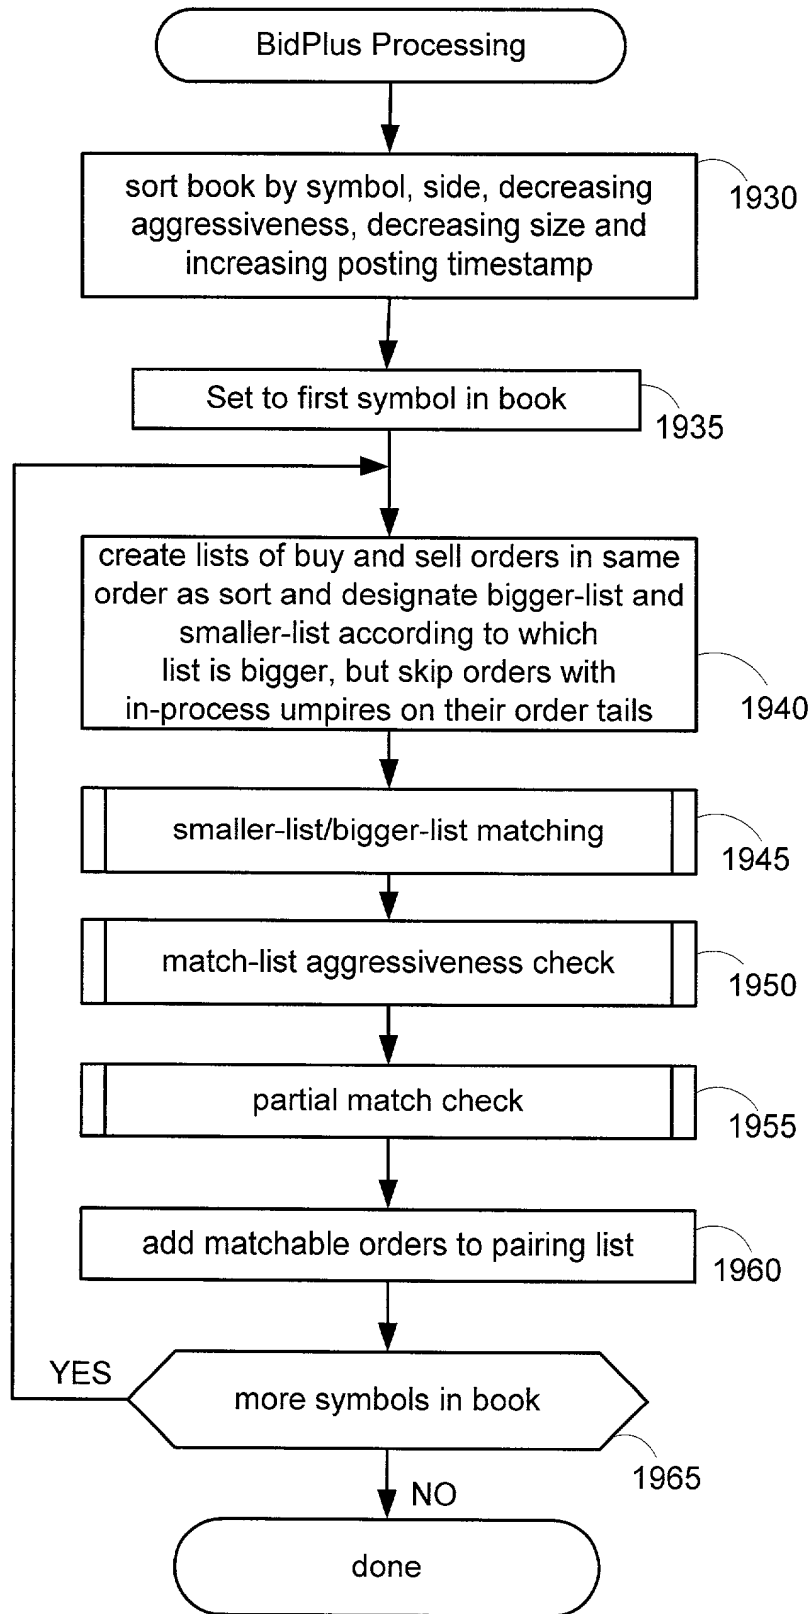 BidPlus Processing
sort book by symbol, side, decreasing
aggressiveness, decreasing size and
increasing posting timestamp
1930
Set to first symbol in book
1935
create lists of buy and sell orders in same
order as sort and designate bigger-list and
smaller-list according to which
list is bigger, but skip orders with
in-process umpires on their order tails
1940
smaller-list/bigger-list matching
1945
match-list aggressiveness check
1950
partial match check
1955
add matchable orders to pairing list
1960
YES
more symbols in book
1965
NO
done